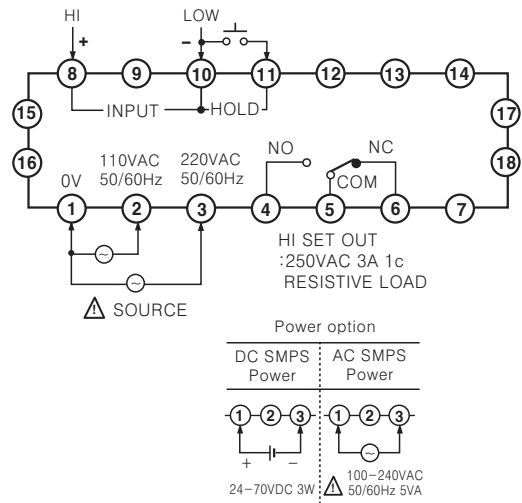 HI LOW
+ -
8 9 10 11 12 13 14
INPUT HOLD
15 17
16 18
110VAC 220VAC NO NC
0V 50/60Hz 50/60Hz COM
1 2 3 4 5 6 7
HI SET OUT
:250VAC 3A 1c
RESISTIVE LOAD
SOURCE
Power option
DC SMPS AC SMPS
Power Power
1 2 3 1 2 3
+ -
24-70VDC 3W 100-240VAC
50/60Hz 5VA